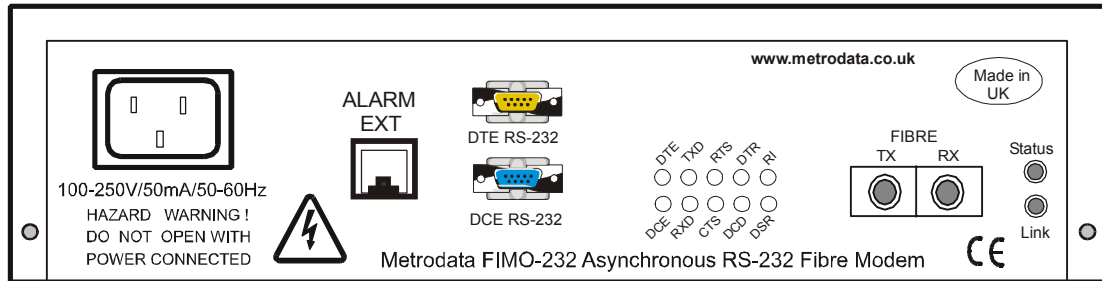 www.metrodata.co.uk
Made in
UK
ALARM
EXT
DTE RS-232
DCE RS-232
100-250V/50mA/50-60Hz
HAZARD WARNING !
DO NOT OPEN WITH
POWER CONNECTED
DTE TXD RTS DTR RI
DCE RXD CTS DCD DSR
FIBRE
TX RX
Status
Link
Metrodata FIMO-232 Asynchronous RS-232 Fibre Modem
CE